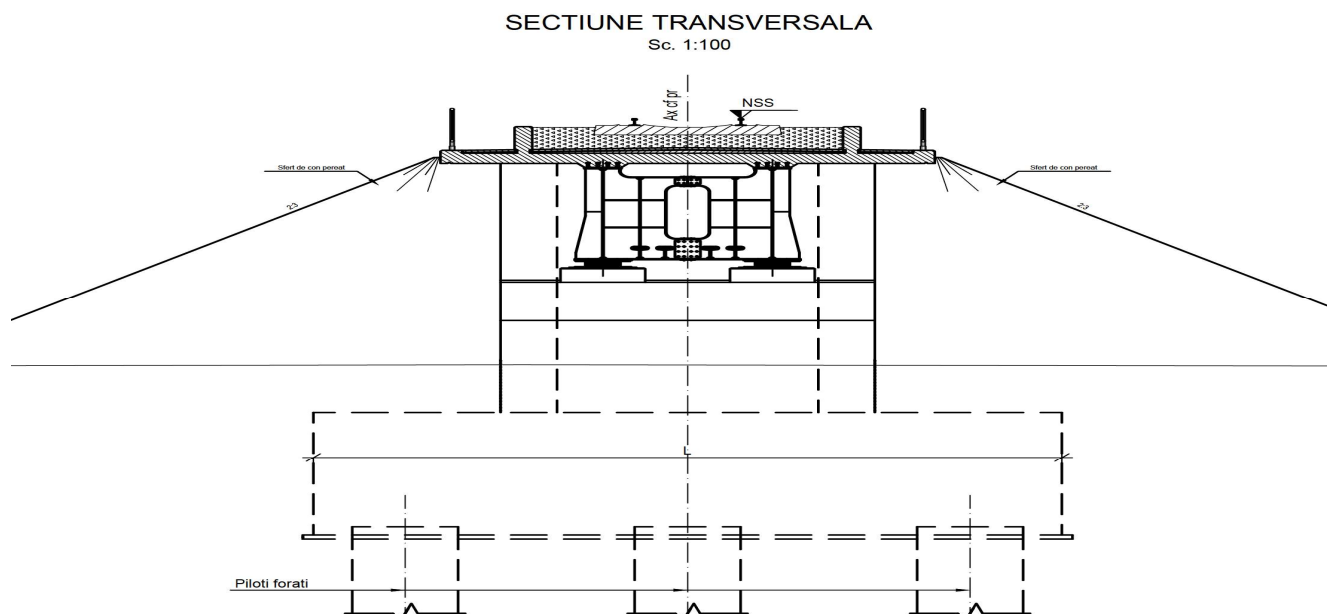 SECTIUNE TRANSVERSALA
Sc. 1:100
Ax cf pr
NSS
Sfert de con pereat
Sfert de con pereat
2:3
2:3
L
Piloti forati